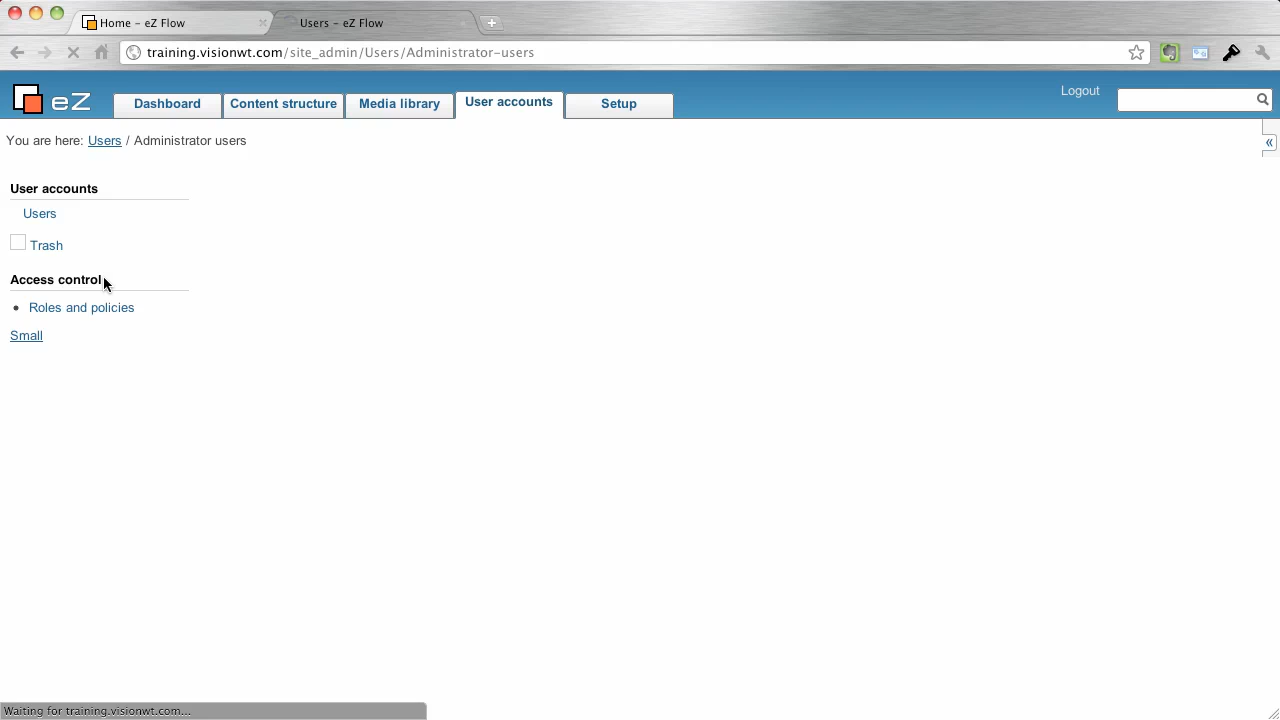 Home – eZ Flow
Users – eZ Flow
training.visionwt.com/site_admin/Users/Administrator-users
eZ
Dashboard
Content structure
Media library
User accounts
Setup
Logout
You are here: Users / Administrator users
«
User accounts
Users
Trash
Access control
Roles and policies
Small
Waiting for training.visionwt.com...